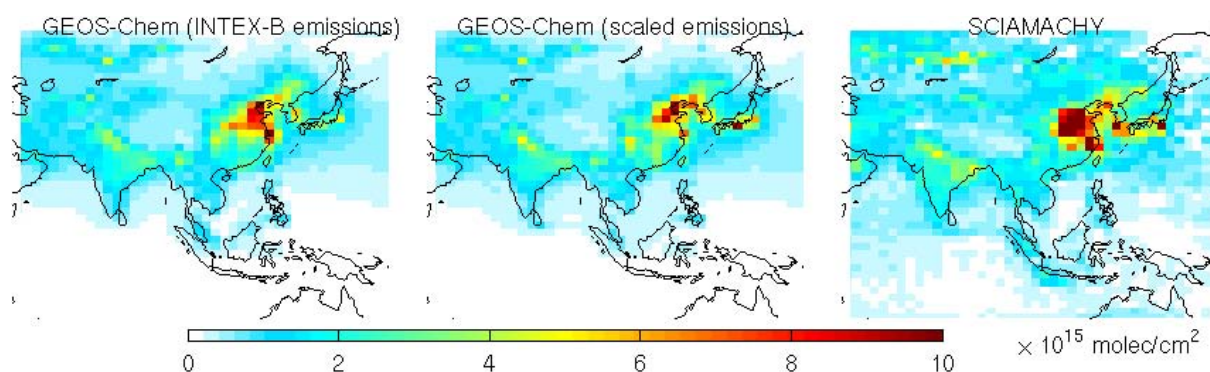 GEOS-Chem (INTEX-B emissions)
GEOS-Chem (scaled emissions)
SCIAMACHY
0 2 4 6 8 10
× 10¹⁵ molec/cm²